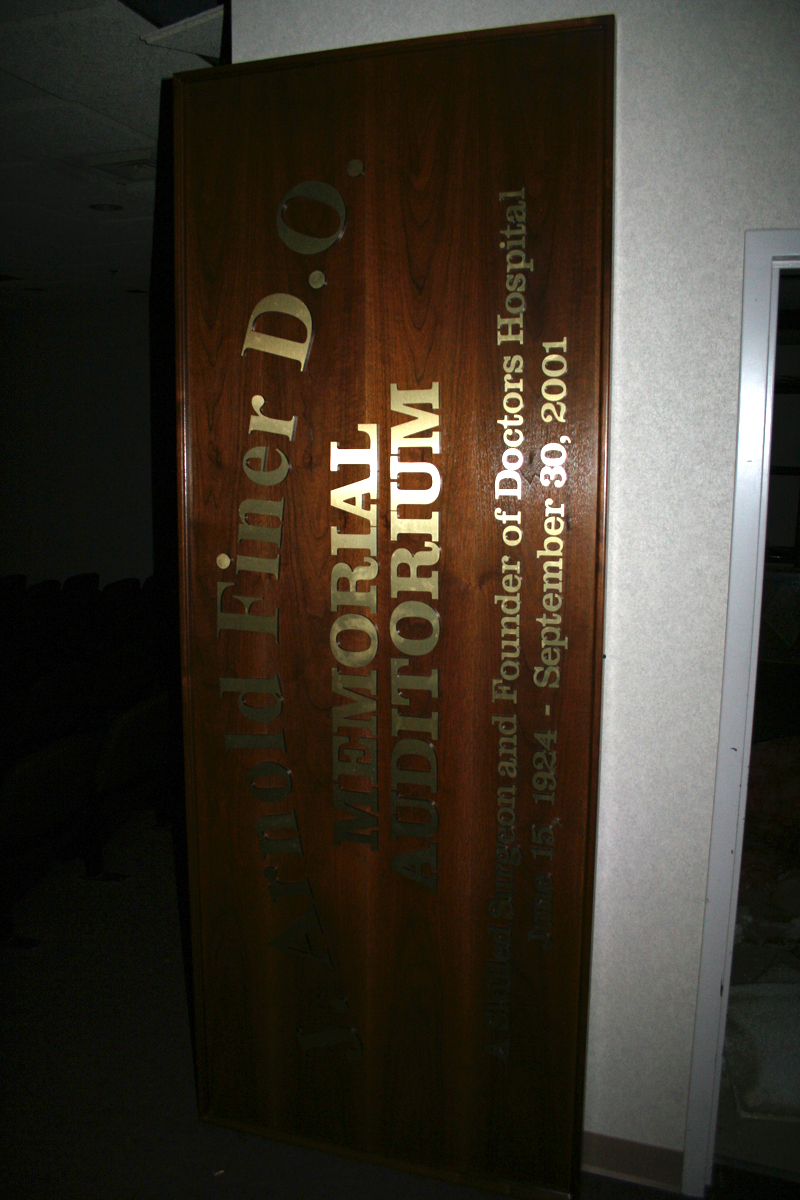 J. Arnold Finer D.O.
MEMORIAL
AUDITORIUM
A Skilled Surgeon and Founder of Doctors Hospital
June 15, 1924 - September 30, 2001